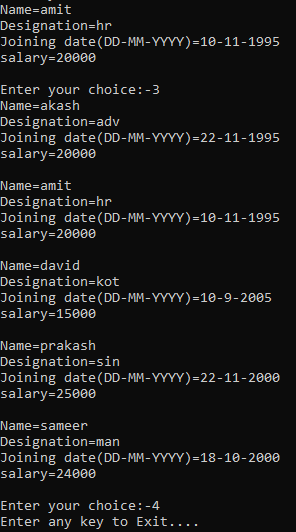 Name=amit
Designation=hr
Joining date(DD-MM-YYYY)=10-11-1995
salary=20000
Enter your choice:-3
Name=akash
Designation=adv
Joining date(DD-MM-YYYY)=22-11-1995
salary=20000
Name=amit
Designation=hr
Joining date(DD-MM-YYYY)=10-11-1995
salary=20000
Name=david
Designation=kot
Joining date(DD-MM-YYYY)=10-9-2005
salary=15000
Name=prakash
Designation=sin
Joining date(DD-MM-YYYY)=22-11-2000
salary=25000
Name=sameer
Designation=man
Joining date(DD-MM-YYYY)=18-10-2000
salary=24000
Enter your choice:-4
Enter any key to Exit....